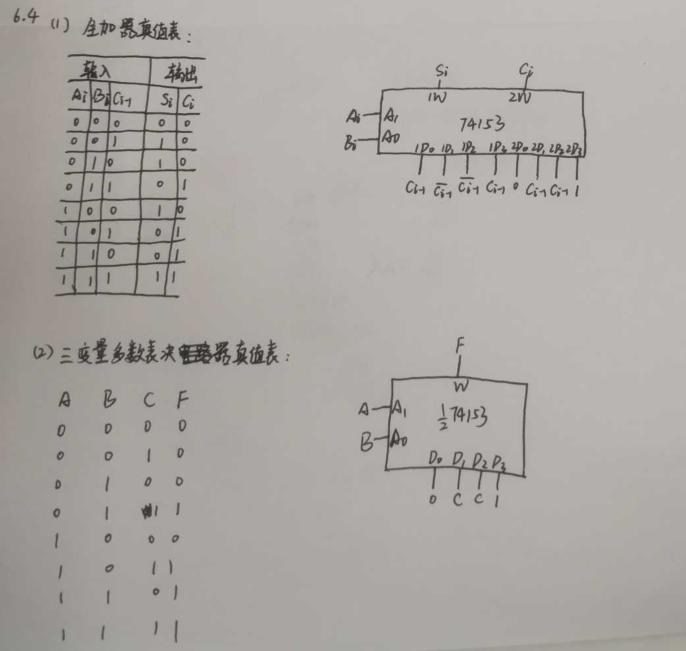 6.4 (1) 全加器真值表:
输入 输出
Ai Bi Ci-1 Si Ci
0 0 0 0 0
0 0 1 1 0
0 1 0 1 0
0 1 1 0 1
1 0 0 1 0
1 0 1 0 1
1 1 0 0 1
1 1 1 1 1
Si Ci
1W 2W
Ai A1 74153
Bi A0
1D0 1D1 1D2 1D3 2D0 2D1 2D2 2D3
Ci-1 C̅i-1 C̅i-1 Ci-1 0 Ci-1 Ci-1 1
(2) 三变量多数表决器真值表:
A B C F
0 0 0 0
0 0 1 0
0 1 0 0
0 1 1 1
1 0 0 0
1 0 1 1
1 1 0 1
1 1 1 1
F
W
A A1 1/2 74153
B A0
D0 D1 D2 D3
0 C C 1